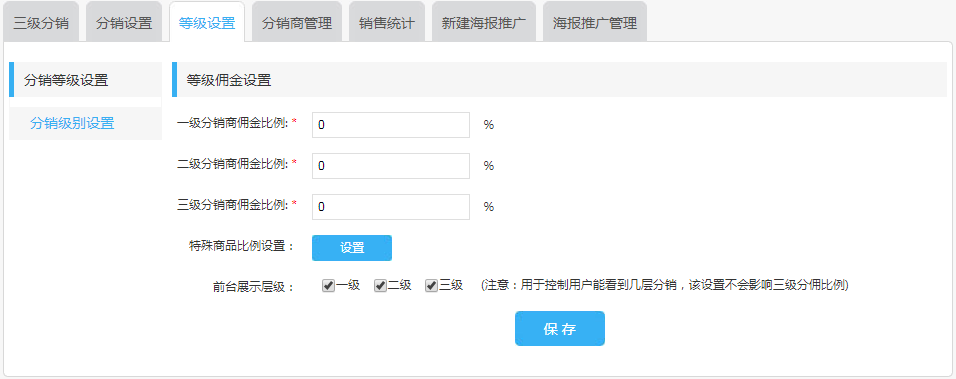 三级分销 分销设置 等级设置 分销商管理 销售统计 新建海报推广 海报推广管理
分销等级设置
分销级别设置
等级佣金设置
一级分销商佣金比例: * 0 %
二级分销商佣金比例: * 0 %
三级分销商佣金比例: * 0 %
特殊商品比例设置： 设置
前台展示层级： 一级 二级 三级 (注意：用于控制用户能看到几层分销，该设置不会影响三级分佣比例)
保 存